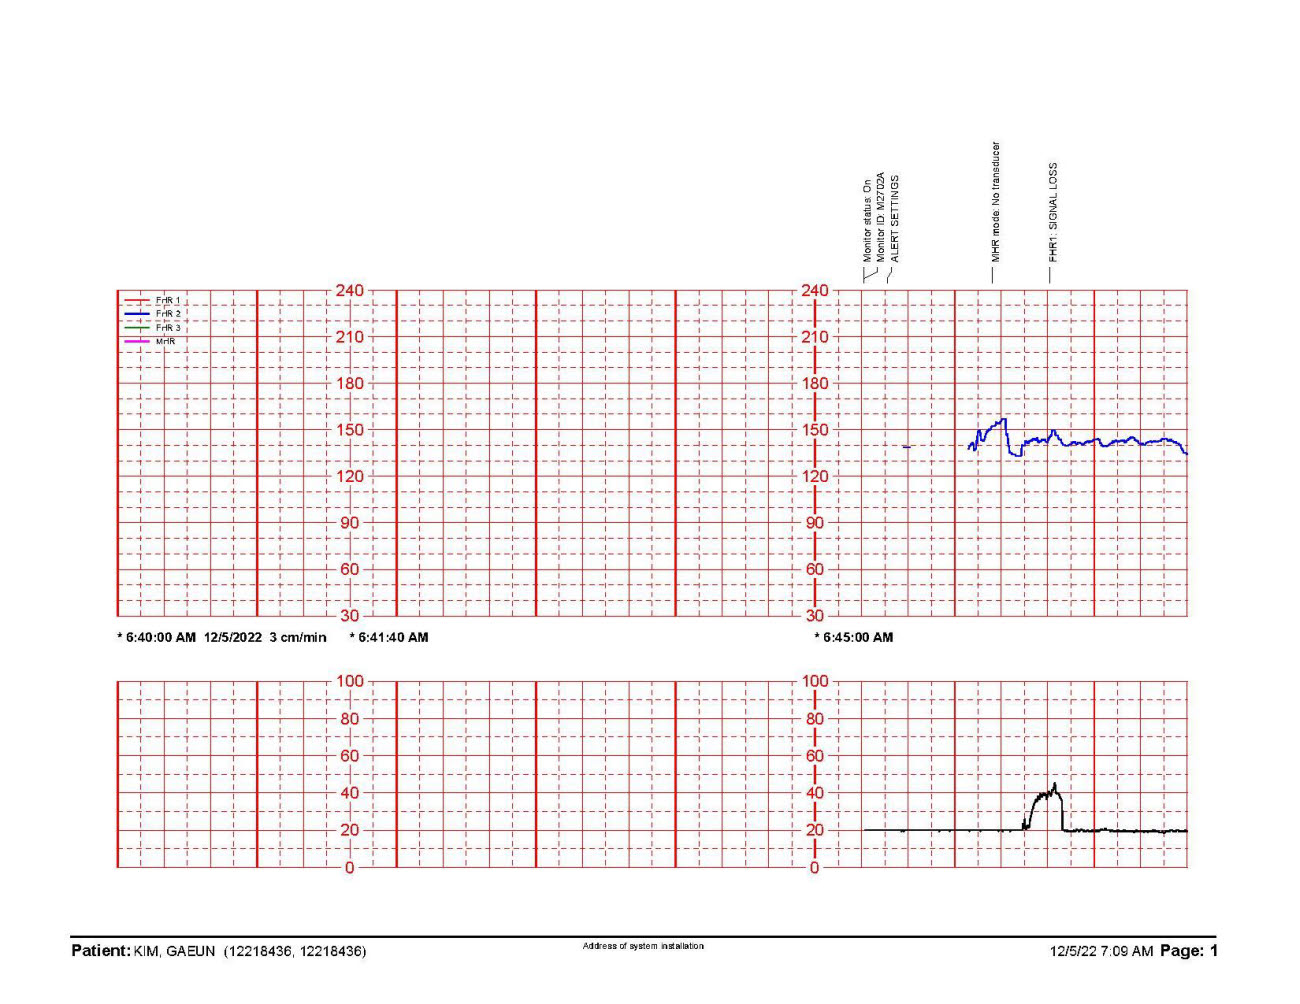 Monitor status: On
Monitor ID: M2702A
ALERT SETTINGS
MHR mode: No transducer
FHR1: SIGNAL LOSS
FHR 1
FHR 2
FHR 3
MHR
240 240
210 210
180 180
150 150
120 120
90 90
60 60
30 30
* 6:40:00 AM 12/5/2022 3 cm/min * 6:41:40 AM * 6:45:00 AM
100 100
80 80
60 60
40 40
20 20
0 0
Patient: KIM, GAEUN (12218436, 12218436) Address of system installation 12/5/22 7:09 AM Page: 1